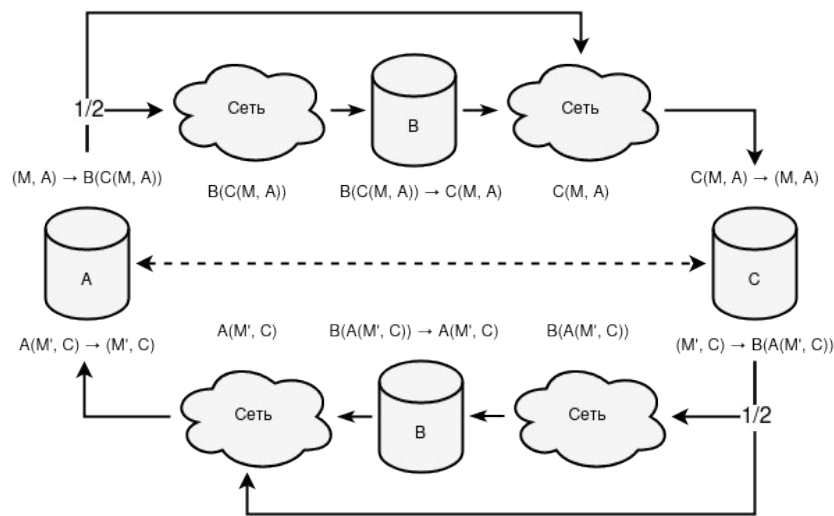 Сеть
B
Сеть
1/2
(M, A) → B(C(M, A))
B(C(M, A))
B(C(M, A)) → C(M, A)
C(M, A)
C(M, A) → (M, A)
A
C
A(M', C) → (M', C)
A(M', C)
B(A(M', C)) → A(M', C)
B(A(M', C))
(M', C) → B(A(M', C))
Сеть
B
Сеть
1/2